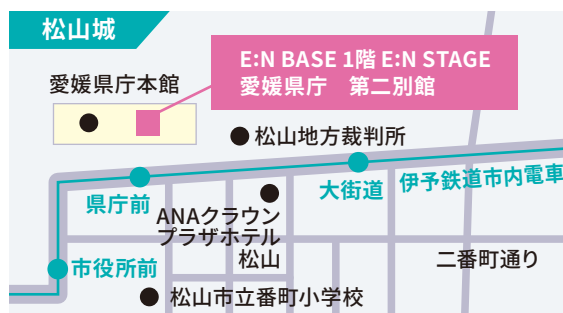 松山城
E:N BASE 1階 E:N STAGE
愛媛県庁　第二別館
愛媛県庁本館
松山地方裁判所
大街道
伊予鉄道市内電車
県庁前
ANAクラウン
プラザホテル
松山
市役所前
二番町通り
松山市立番町小学校